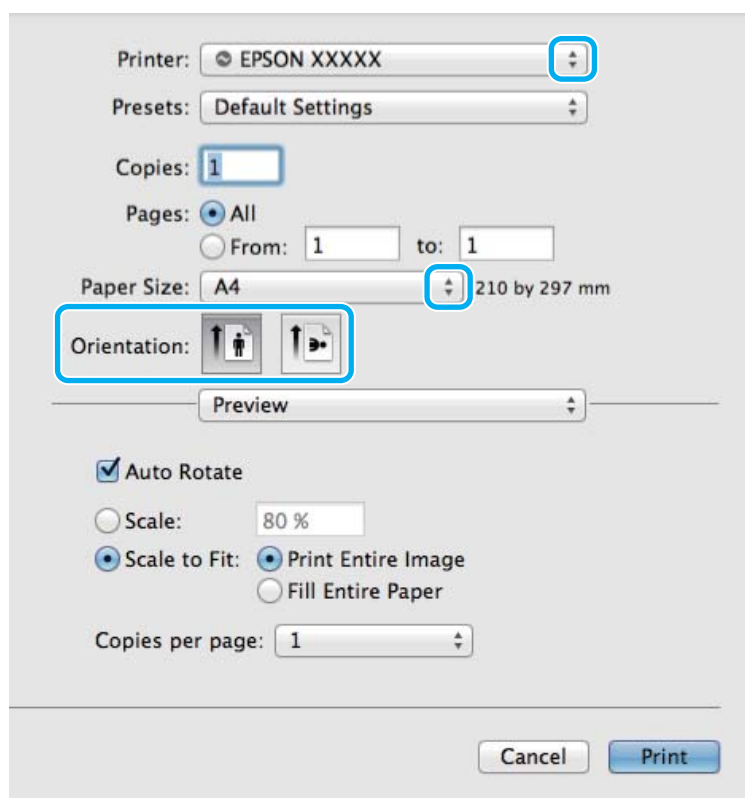 Printer: EPSON XXXXX
Presets: Default Settings
Copies: 1
Pages: All
From: 1 to: 1
Paper Size: A4 210 by 297 mm
Orientation:
Preview
Auto Rotate
Scale: 80 %
Scale to Fit: Print Entire Image
Fill Entire Paper
Copies per page: 1
Cancel Print